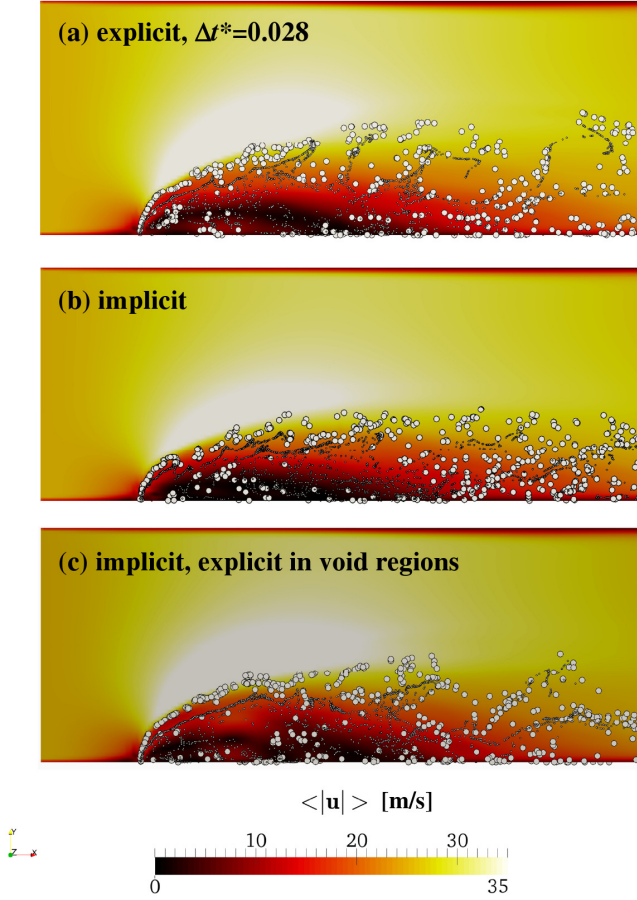 (a) explicit, Δt*=0.028
(b) implicit
(c) implicit, explicit in void regions
<|u|> [m/s]
10 20 30
0 35
Y
Z X